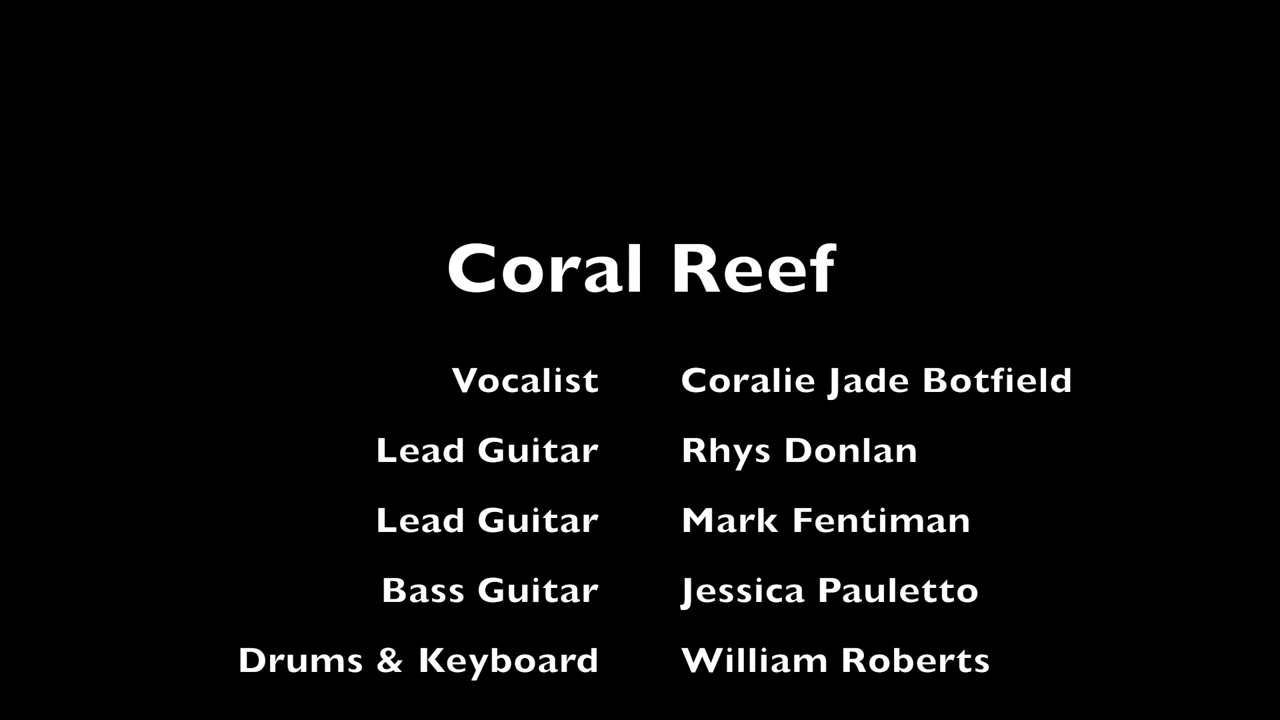 Coral Reef
Vocalist Coralie Jade Botfield
Lead Guitar Rhys Donlan
Lead Guitar Mark Fentiman
Bass Guitar Jessica Pauletto
Drums & Keyboard William Roberts